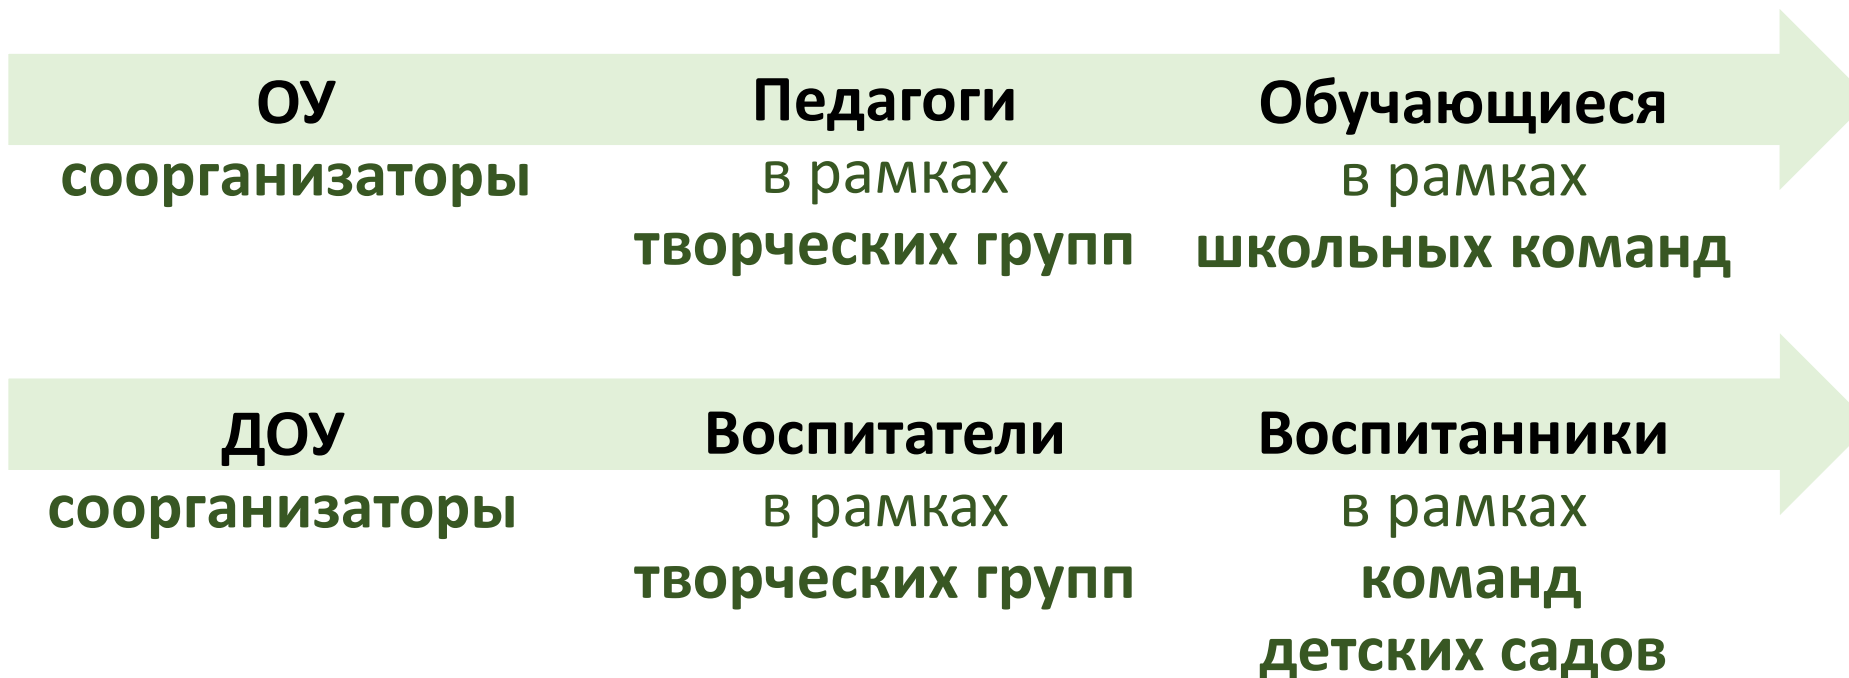 ОУ
соорганизаторы
Педагоги
в рамках
творческих групп
Обучающиеся
в рамках
школьных команд
ДОУ
соорганизаторы
Воспитатели
в рамках
творческих групп
Воспитанники
в рамках
команд
детских садов